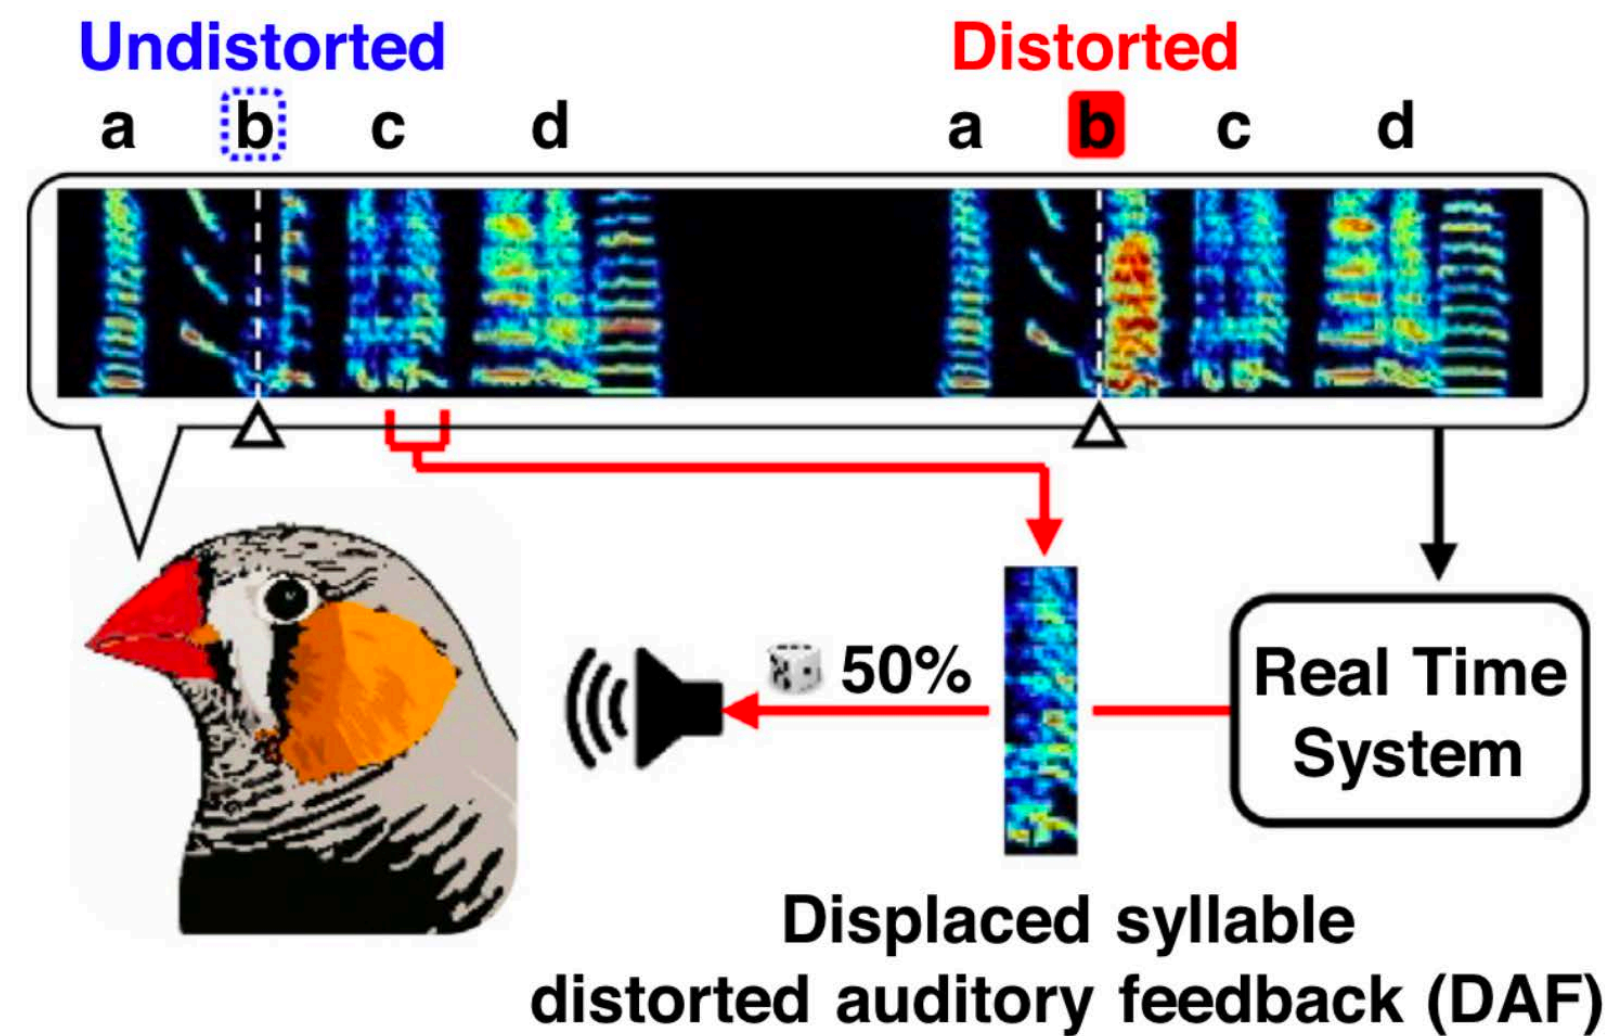 Undistorted Distorted
a b c d a b c d
50%
Real Time
System
Displaced syllable
distorted auditory feedback (DAF)